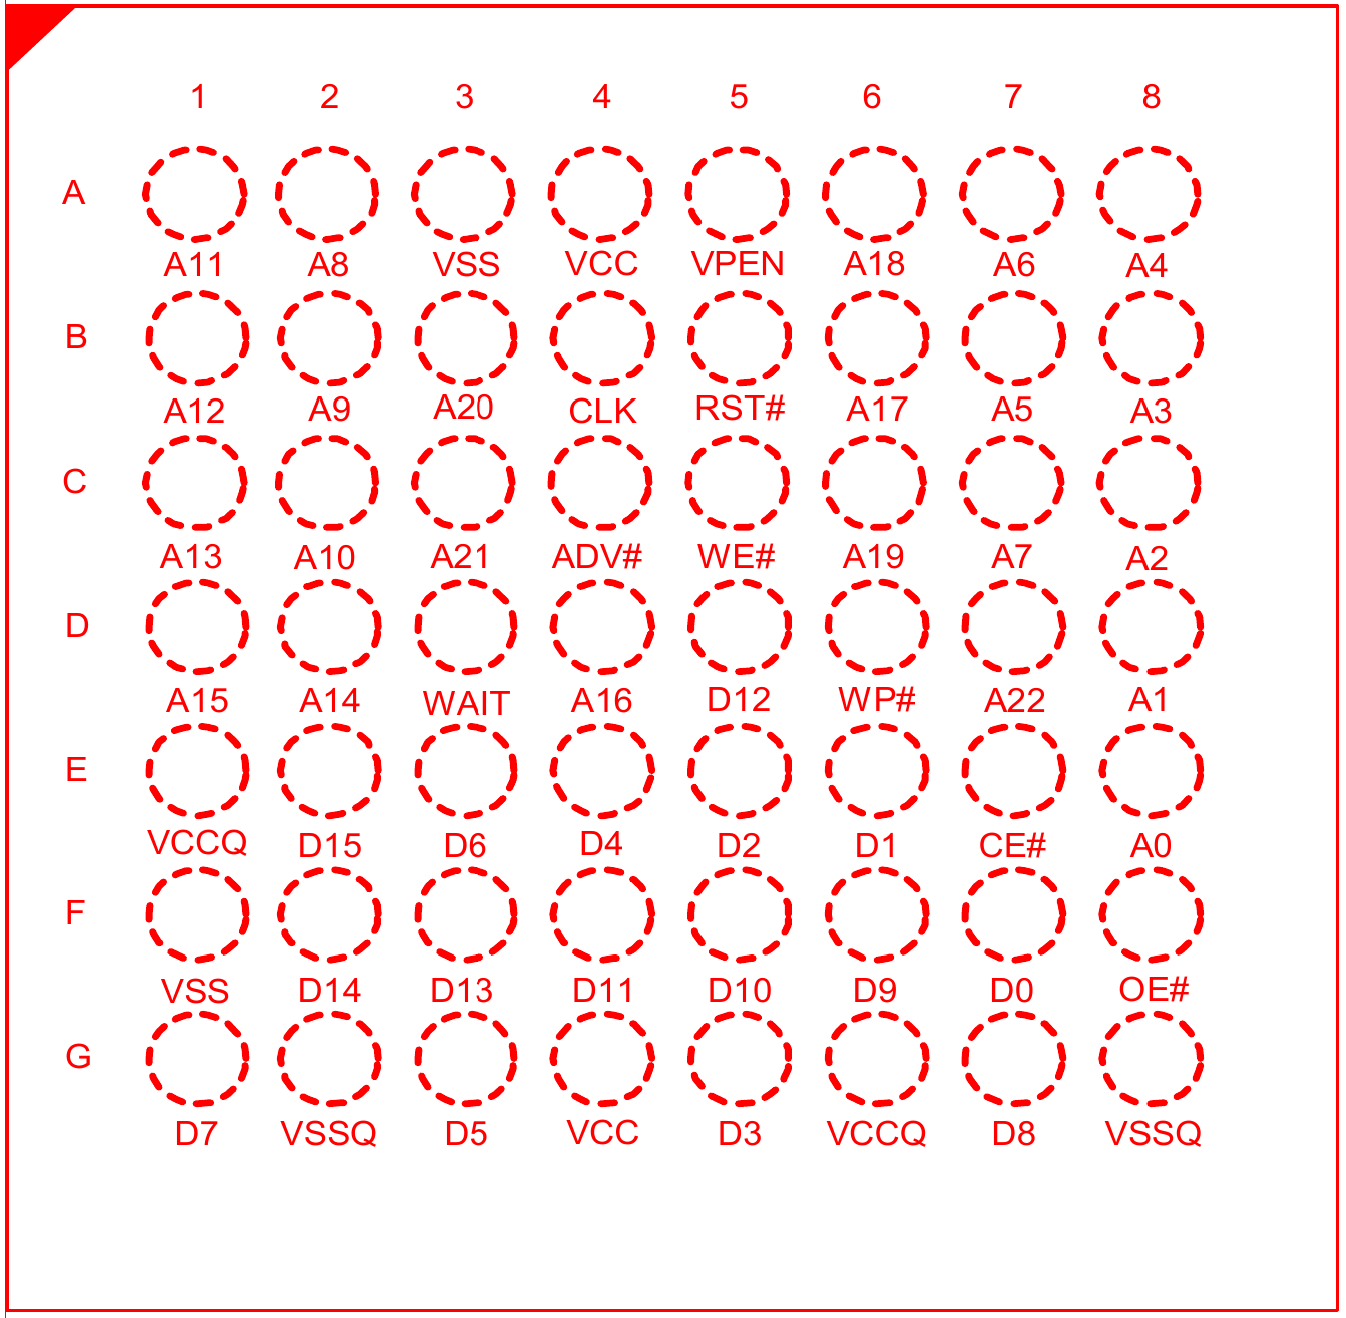 1 2 3 4 5 6 7 8
A
A11 A8 VSS VCC VPEN A18 A6 A4
B
A12 A9 A20 CLK RST# A17 A5 A3
C
A13 A10 A21 ADV# WE# A19 A7 A2
D
A15 A14 WAIT A16 D12 WP# A22 A1
E
VCCQ D15 D6 D4 D2 D1 CE# A0
F
VSS D14 D13 D11 D10 D9 D0 OE#
G
D7 VSSQ D5 VCC D3 VCCQ D8 VSSQ